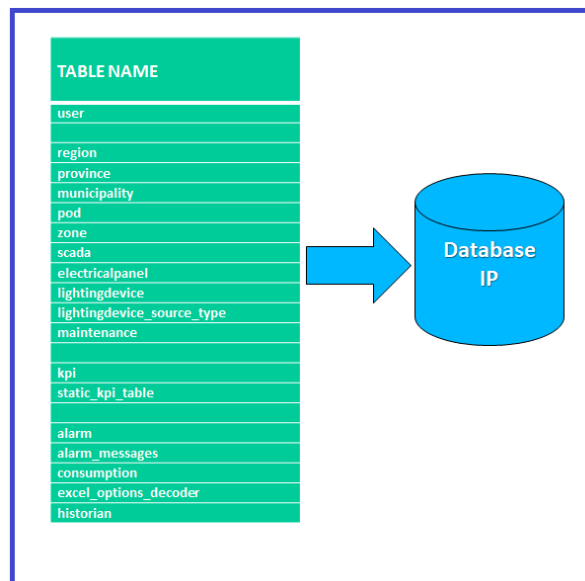 TABLE NAME
user
region
province
municipality
pod
zone
scada
electricalpanel
lightingdevice
lightingdevice_source_type
maintenance
kpi
static_kpi_table
alarm
alarm_messages
consumption
excel_options_decoder
historian
Database
IP